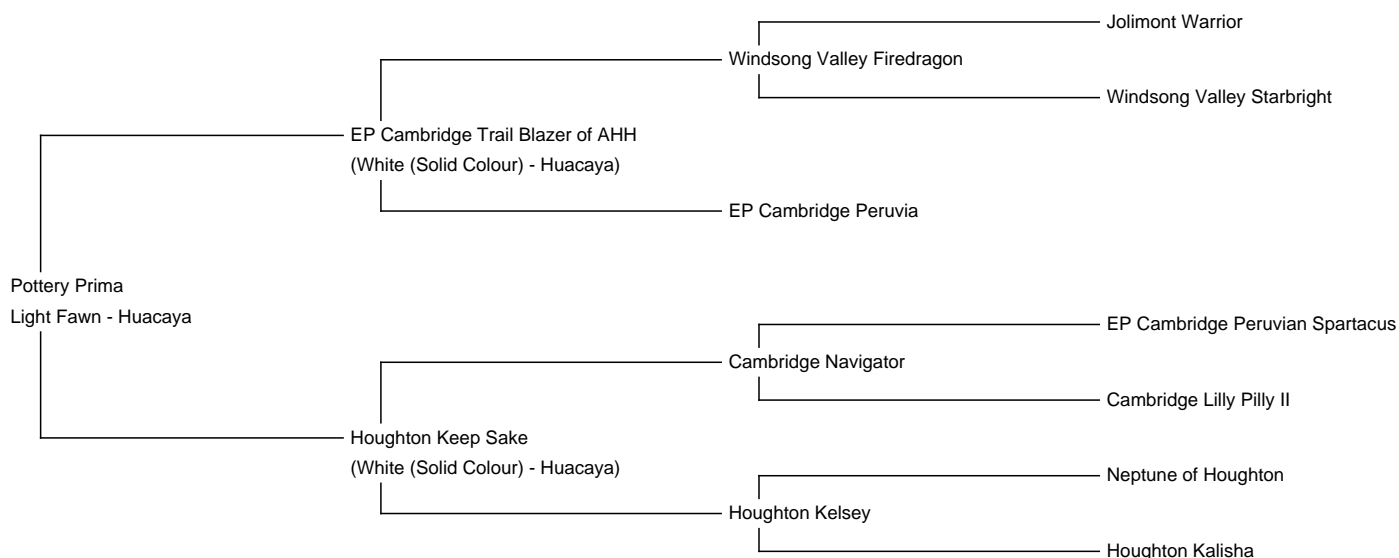 Jolimont Warrior
Windsong Valley Firedragon
Windsong Valley Starbright
EP Cambridge Trail Blazer of AHH
(White (Solid Colour) - Huacaya)
EP Cambridge Peruvia
Pottery Prima
Light Fawn - Huacaya
EP Cambridge Peruvian Spartacus
Cambridge Navigator
Cambridge Lilly Pilly II
Houghton Keep Sake
(White (Solid Colour) - Huacaya)
Neptune of Houghton
Houghton Kelsey
Houghton Kalisha